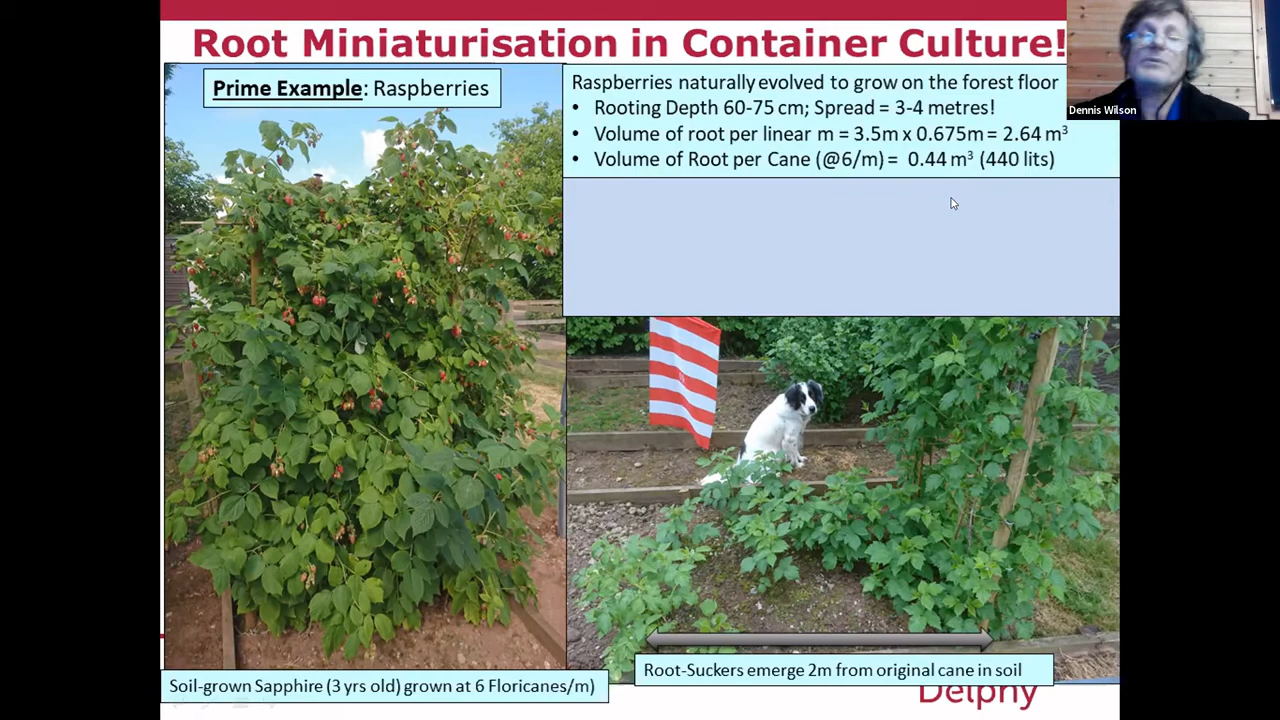 Root Miniaturisation in Container Culture!
Prime Example: Raspberries
Raspberries naturally evolved to grow on the forest floor
• Rooting Depth 60-75 cm; Spread = 3-4 metres!
• Volume of root per linear m = 3.5m x 0.675m = 2.64 m³
• Volume of Root per Cane (@6/m) = 0.44 m³ (440 lits)
Dennis Wilson
Root-Suckers emerge 2m from original cane in soil
Soil-grown Sapphire (3 yrs old) grown at 6 Floricanes/m)
Delphy